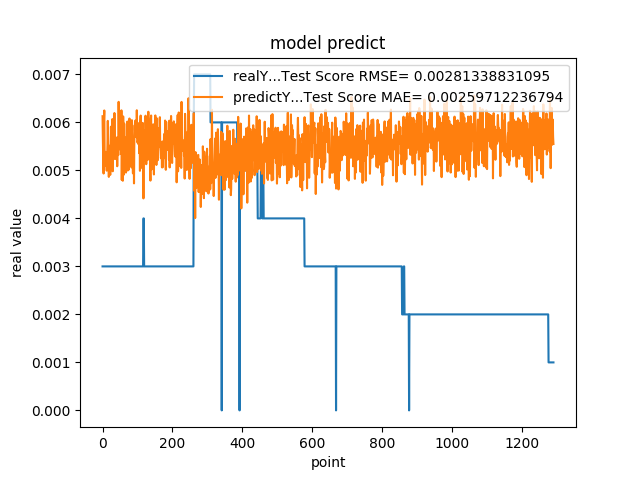 model predict
realY...Test Score RMSE= 0.00281338831095
predictY...Test Score MAE= 0.00259712236794
0.007
0.006
0.005
0.004
0.003
0.002
0.001
0.000
real value
0 200 400 600 800 1000 1200
point